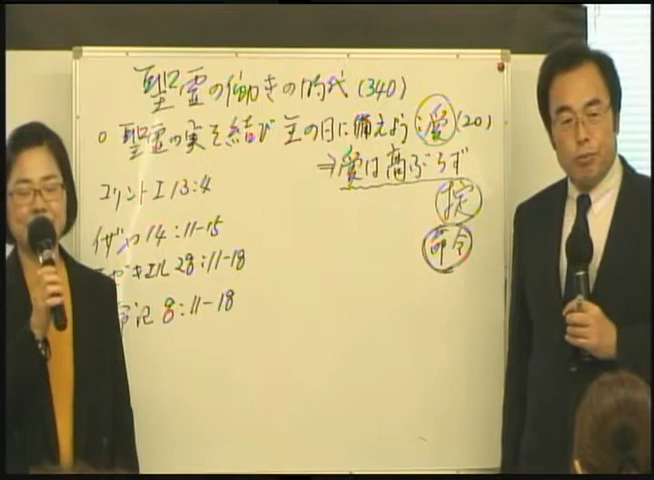 聖霊の働きの時代(340)
○ 聖霊の実を結び 主の日に備えよう:愛(20)
⇒愛は高ぶらず
コリントI 13:4
掟
イザヤ14:11-15
命令
エゼキエル28:11-18
8:11-18